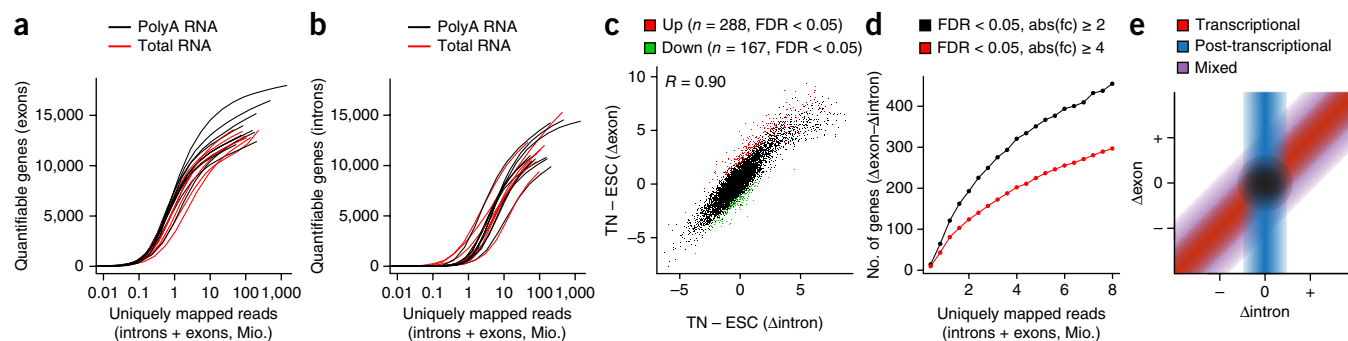 a
PolyA RNA
Total RNA
Quantifiable genes (exons)
15,000
10,000
5,000
0
0.01
0.1
1
10
100
1,000
Uniquely mapped reads
(introns + exons, Mio.)
b
PolyA RNA
Total RNA
Quantifiable genes (introns)
15,000
10,000
5,000
0
0.01
0.1
1
10
100
1,000
Uniquely mapped reads
(introns + exons, Mio.)
c
Up (n = 288, FDR < 0.05)
Down (n = 167, FDR < 0.05)
R = 0.90
TN – ESC (Δexon)
10
5
0
−5
−5
0
5
TN – ESC (Δintron)
d
FDR < 0.05, abs(fc) ≥ 2
FDR < 0.05, abs(fc) ≥ 4
No. of genes (Δexon–Δintron)
400
300
200
100
0
2
4
6
8
Uniquely mapped reads
(introns + exons, Mio.)
e
Transcriptional
Post-transcriptional
Mixed
Δexon
+
0
−
−
0
+
Δintron